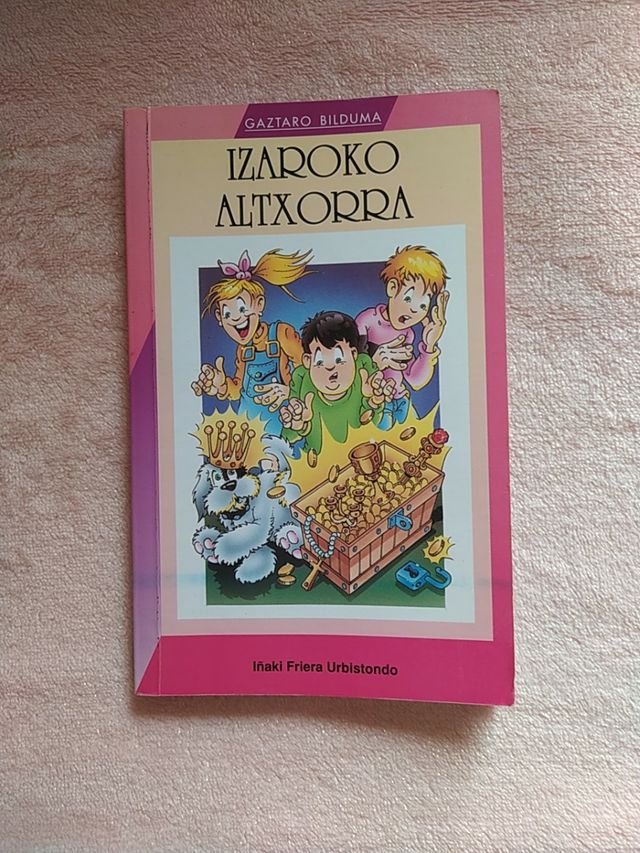 GAZTARO BILDUMA
IZAROKO
ALTXORRA
Iñaki Friera Urbistondo